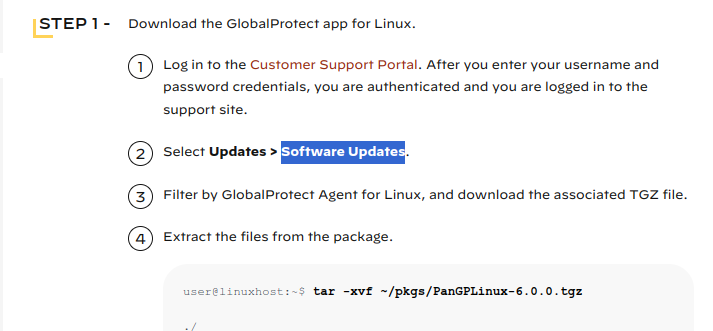 STEP 1 - Download the GlobalProtect app for Linux.
1 Log in to the Customer Support Portal. After you enter your username and
password credentials, you are authenticated and you are logged in to the
support site.
2 Select Updates > Software Updates.
3 Filter by GlobalProtect Agent for Linux, and download the associated TGZ file.
4 Extract the files from the package.
user@linuxhost:~$ tar -xvf ~/pkgs/PanGPLinux-6.0.0.tgz
./